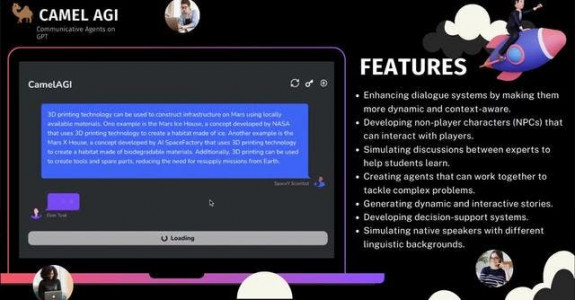 CAMEL AGI
Communicative Agents on
GPT
CamelAGI
3D printing technology can be used to construct infrastructure on Mars using locally
available materials. One example is the Mars Ice House, a concept developed by NASA
that uses 3D printing technology to create a habitat made of ice. Another example is the
Mars X House, a concept developed by AI SpaceFactory that uses 3D printing technology
to create a habitat made of biodegradable materials. Additionally, 3D printing can be used
to create tools and spare parts, reducing the need for resupply missions from Earth.
Loading
FEATURES
• Enhancing dialogue systems by making them
more dynamic and context-aware.
• Developing non-player characters (NPCs) that
can interact with players.
• Simulating discussions between experts to
help students learn.
• Creating agents that can work together to
tackle complex problems.
• Generating dynamic and interactive stories.
• Developing decision-support systems.
• Simulating native speakers with different
linguistic backgrounds.